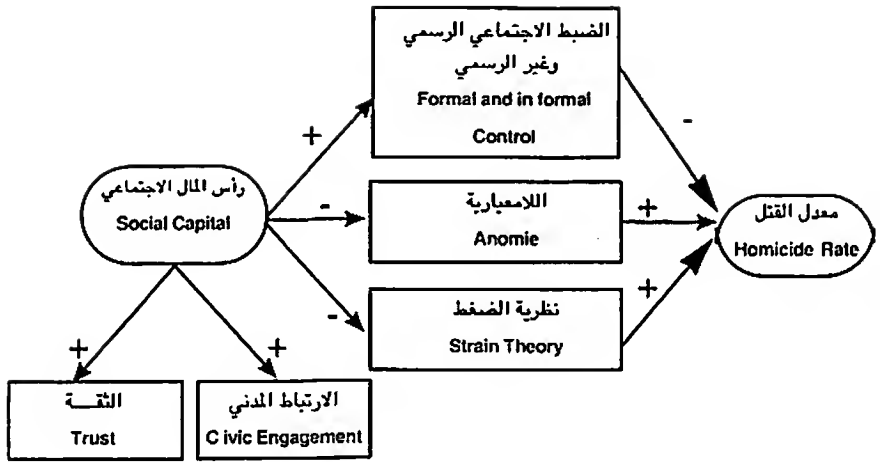 الضبط الاجتماعي الرسمي
وغير الرسمي
Formal and in formal
Control
+
-
رأس المال الاجتماعي
Social Capital
-
اللامعيارية
Anomie
+
معدل القتل
Homicide Rate
-
نظرية الضغط
Strain Theory
+
+
+
الثقـــة
Trust
الارتباط المدني
C ivic Engagement